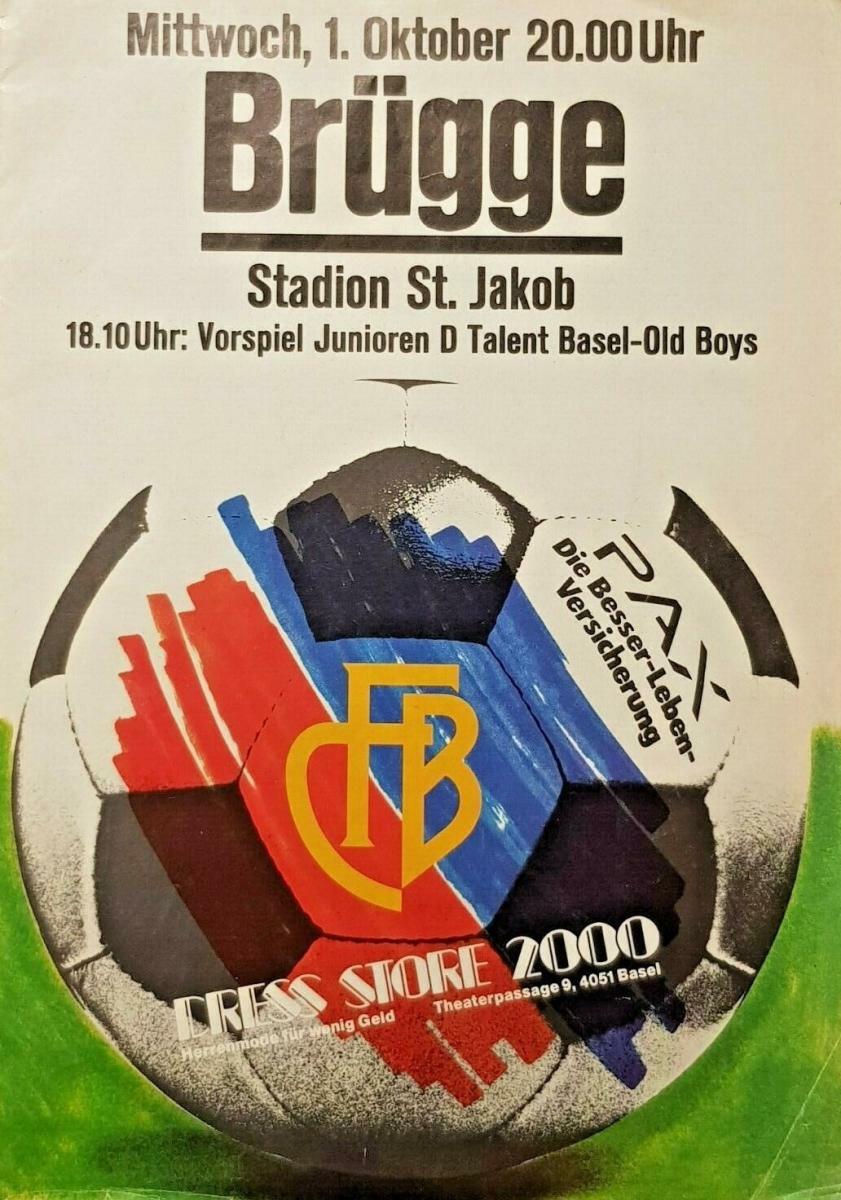 Mittwoch, 1. Oktober 20.00 Uhr
Brügge
Stadion St. Jakob
18.10 Uhr: Vorspiel Junioren D Talent Basel-Old Boys
PAX
Die Besser-Leben-
Versicherung
FCB
DRESS STORE 2000
Herrenmode für wenig Geld Theaterpassage 9, 4051 Basel